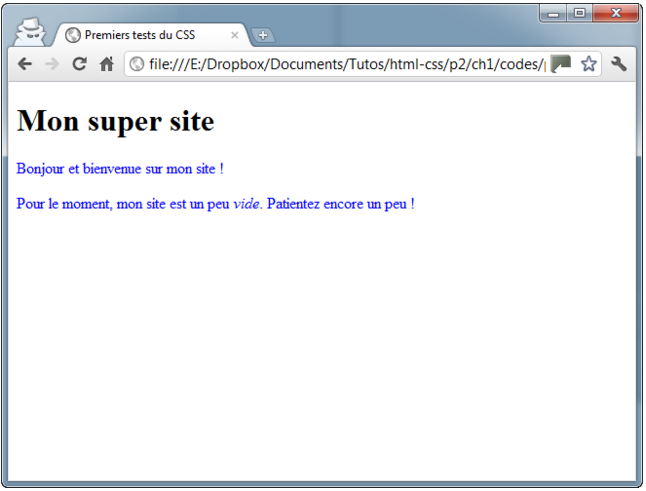 Premiers tests du CSS
file:///E:/Dropbox/Documents/Tutos/html-css/p2/ch1/codes/
Mon super site
Bonjour et bienvenue sur mon site !
Pour le moment, mon site est un peu vide. Patientez encore un peu !